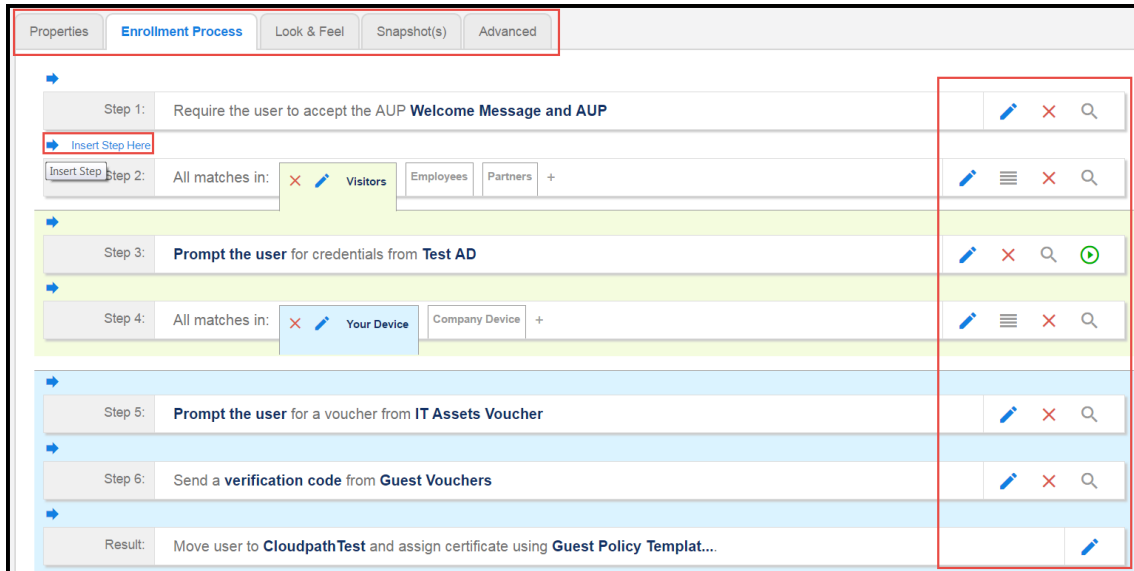 Properties Enrollment Process Look & Feel Snapshot(s) Advanced
Step 1: Require the user to accept the AUP Welcome Message and AUP
Insert Step Here
Insert Step
Step 2: All matches in: Visitors Employees Partners +
Step 3: Prompt the user for credentials from Test AD
Step 4: All matches in: Your Device Company Device +
Step 5: Prompt the user for a voucher from IT Assets Voucher
Step 6: Send a verification code from Guest Vouchers
Result: Move user to CloudpathTest and assign certificate using Guest Policy Templat....